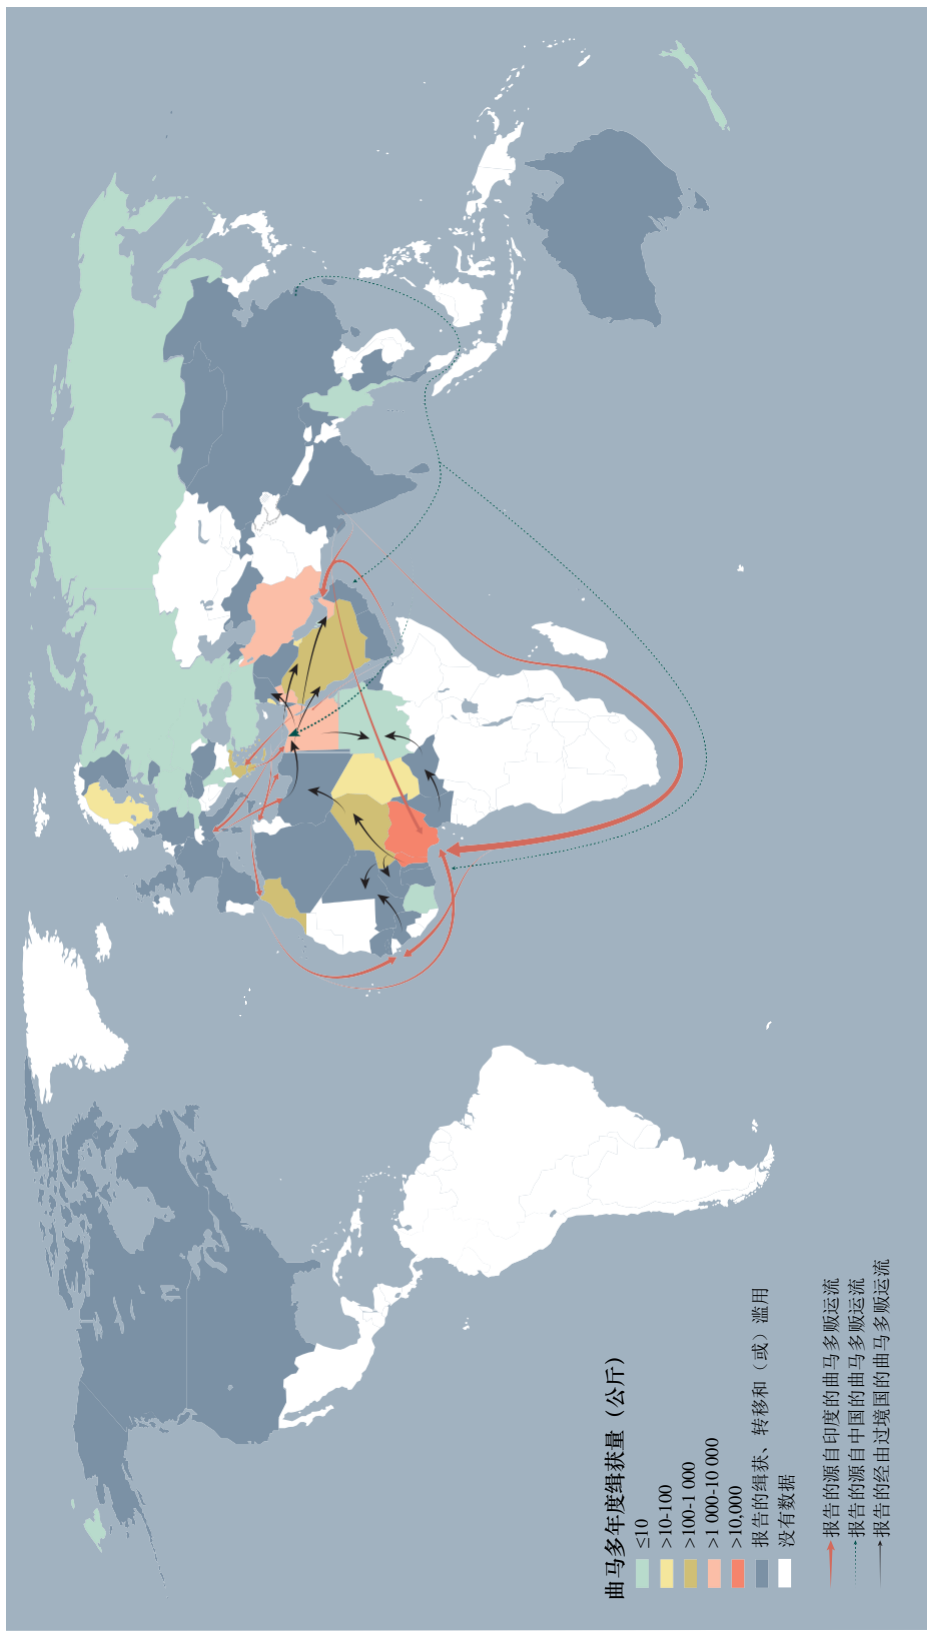 曲马多年度缉获量（公斤）
≤10
>10-100
>100-1 000
>1 000-10 000
>10,000
报告的缉获、转移和（或）滥用
没有数据
报告的源自印度的曲马多贩运流
报告的源自中国的曲马多贩运流
报告的经由过境国的曲马多贩运流